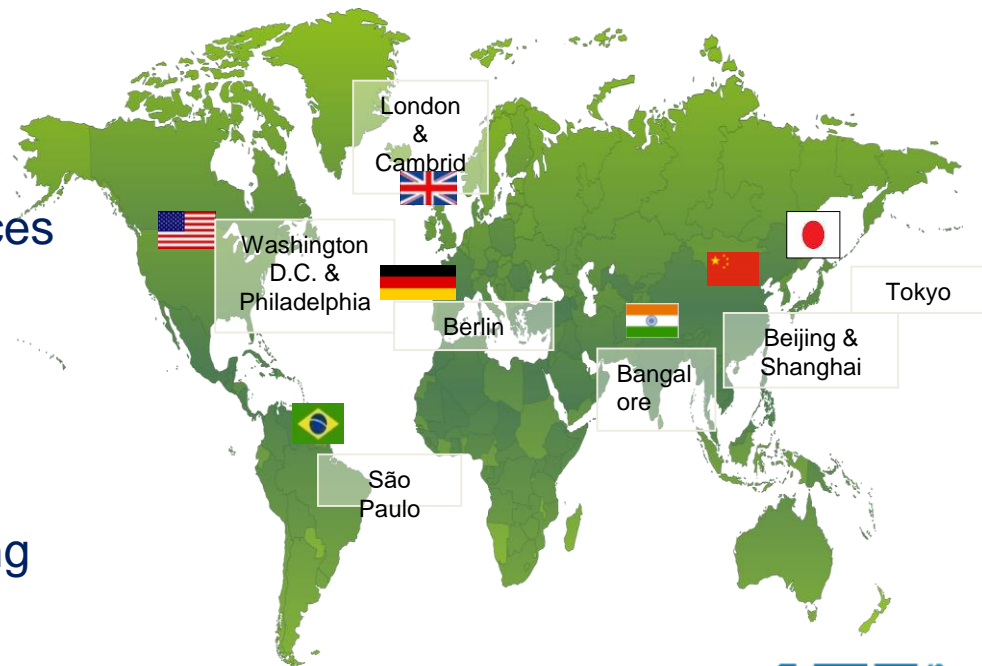 London
&
Cambrid
ces
Washington
D.C. &
Philadelphia
Tokyo
Berlin
Beijing &
Shanghai
Bangal
ore
São
Paulo
ng